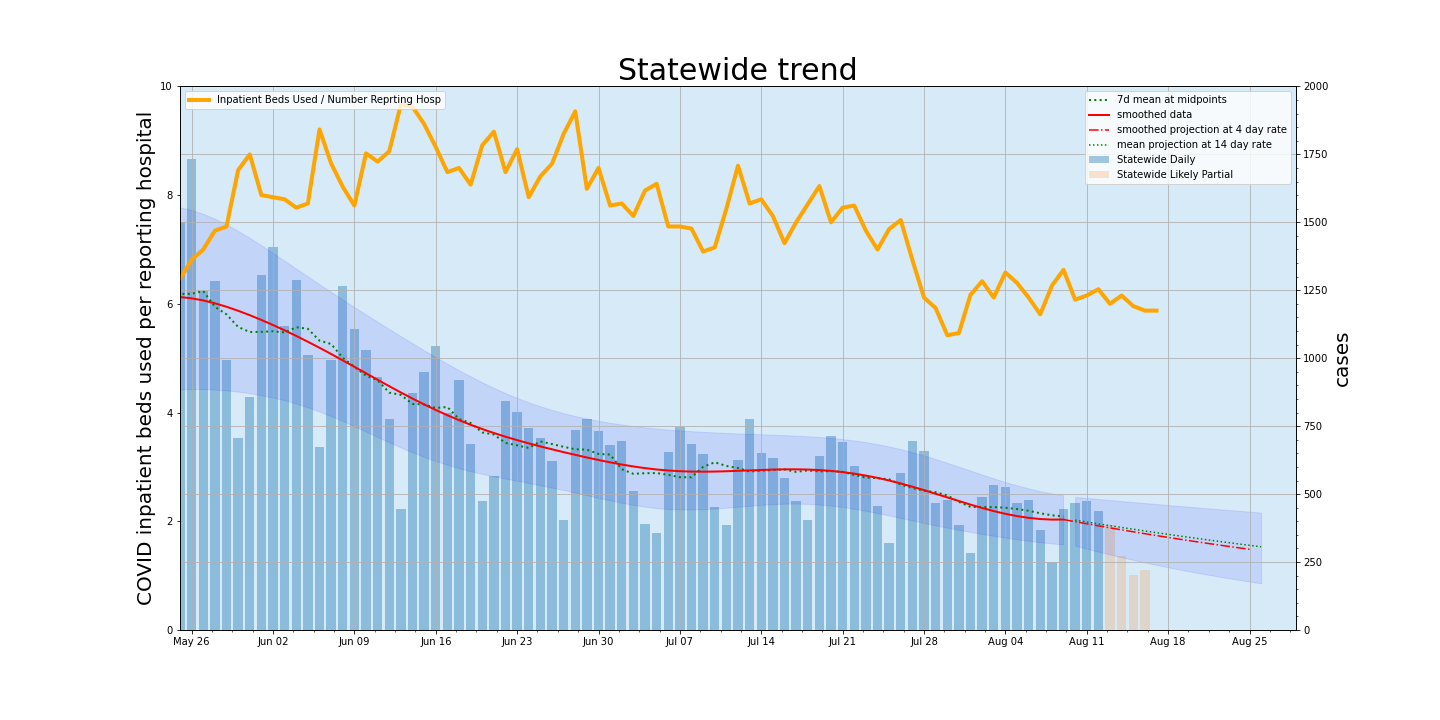 Statewide trend
COVID inpatient beds used per reporting hospital
10
8
6
4
2
0
Inpatient Beds Used / Number Reprting Hosp
7d mean at midpoints
smoothed data
smoothed projection at 4 day rate
mean projection at 14 day rate
Statewide Daily
Statewide Likely Partial
2000
1750
1500
1250
1000
750
500
250
0
cases
May 26 Jun 02 Jun 09 Jun 16 Jun 23 Jun 30 Jul 07 Jul 14 Jul 21 Jul 28 Aug 04 Aug 11 Aug 18 Aug 25